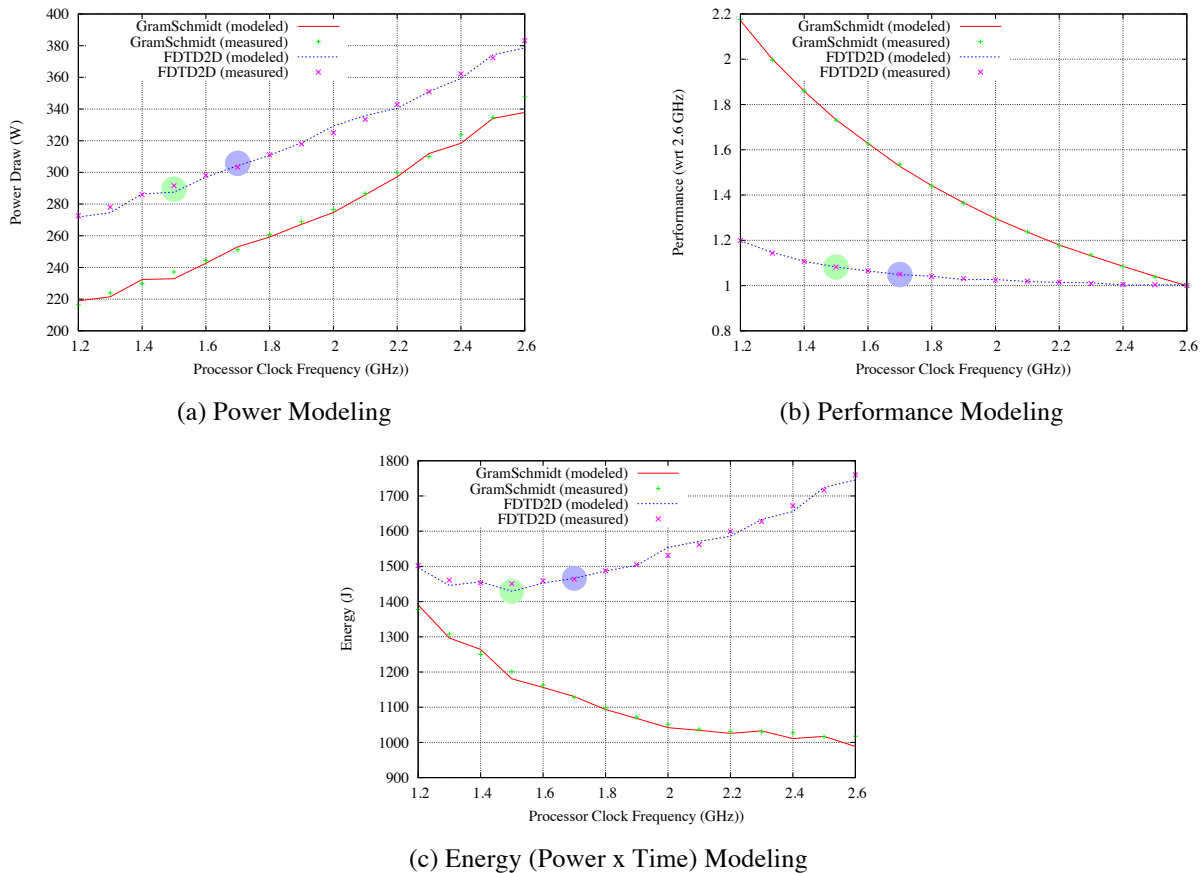 GramSchmidt (modeled)
GramSchmidt (measured)
FDTD2D (modeled)
FDTD2D (measured)
400
380
360
340
320
300
280
260
240
220
200
Power Draw (W)
1.2 1.4 1.6 1.8 2 2.2 2.4 2.6
Processor Clock Frequency (GHz))
(a) Power Modeling
GramSchmidt (modeled)
GramSchmidt (measured)
FDTD2D (modeled)
FDTD2D (measured)
2.2
2
1.8
1.6
1.4
1.2
1
0.8
Performance (wrt 2.6 GHz)
1.2 1.4 1.6 1.8 2 2.2 2.4 2.6
Processor Clock Frequency (GHz))
(b) Performance Modeling
GramSchmidt (modeled)
GramSchmidt (measured)
FDTD2D (modeled)
FDTD2D (measured)
1800
1700
1600
1500
1400
1300
1200
1100
1000
900
Energy (J)
1.2 1.4 1.6 1.8 2 2.2 2.4 2.6
Processor Clock Frequency (GHz))
(c) Energy (Power x Time) Modeling